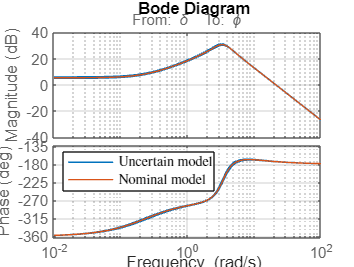 Bode Diagram
From: δ To: ϕ
Magnitude (dB)
40
20
0
-20
-40
Phase (deg)
-135
-180
-225
-270
-315
-360
Uncertain model
Nominal model
10^-2
10^0
10^2
Frequency (rad/s)